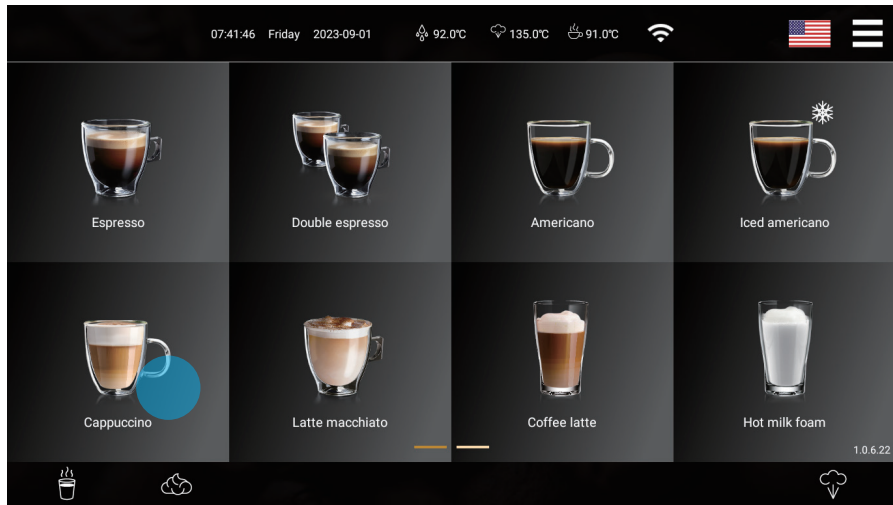 07:41:46 Friday 2023-09-01 92.0℃ 135.0℃ 91.0℃
Espresso Double espresso Americano Iced americano
Cappuccino Latte macchiato Coffee latte Hot milk foam
1.0.6.22